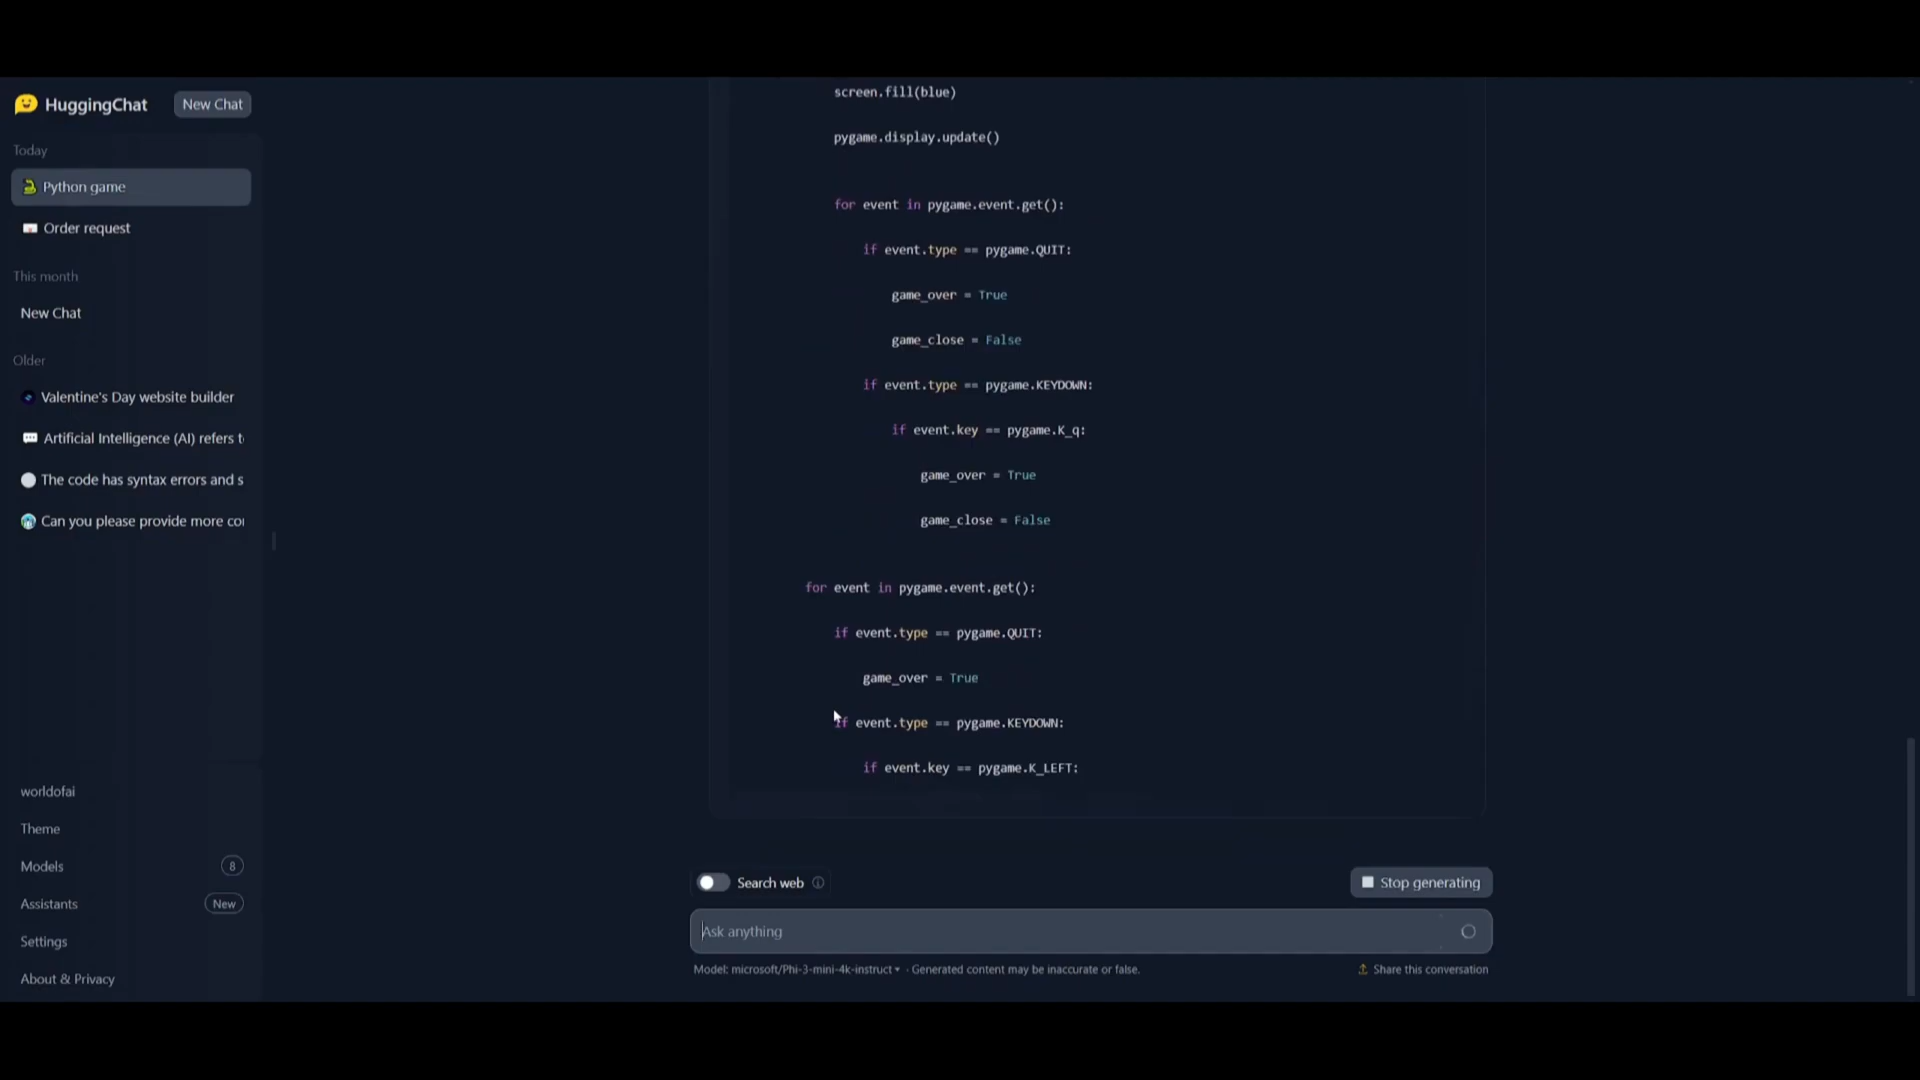 HuggingChat
New Chat
Today
Python game
Order request
This month
New Chat
Older
Valentine's Day website builder
Artificial Intelligence (AI) refers t
The code has syntax errors and s
Can you please provide more co
worldofai
Theme
Models 8
Assistants New
Settings
About & Privacy
screen.fill(blue)
pygame.display.update()
for event in pygame.event.get():
if event.type == pygame.QUIT:
game_over = True
game_close = False
if event.type == pygame.KEYDOWN:
if event.key == pygame.K_q:
game_over = True
game_close = False
for event in pygame.event.get():
if event.type == pygame.QUIT:
game_over = True
if event.type == pygame.KEYDOWN:
if event.key == pygame.K_LEFT:
Search web
Stop generating
Ask anything
Model: microsoft/Phi-3-mini-4k-instruct · Generated content may be inaccurate or false.
Share this conversation